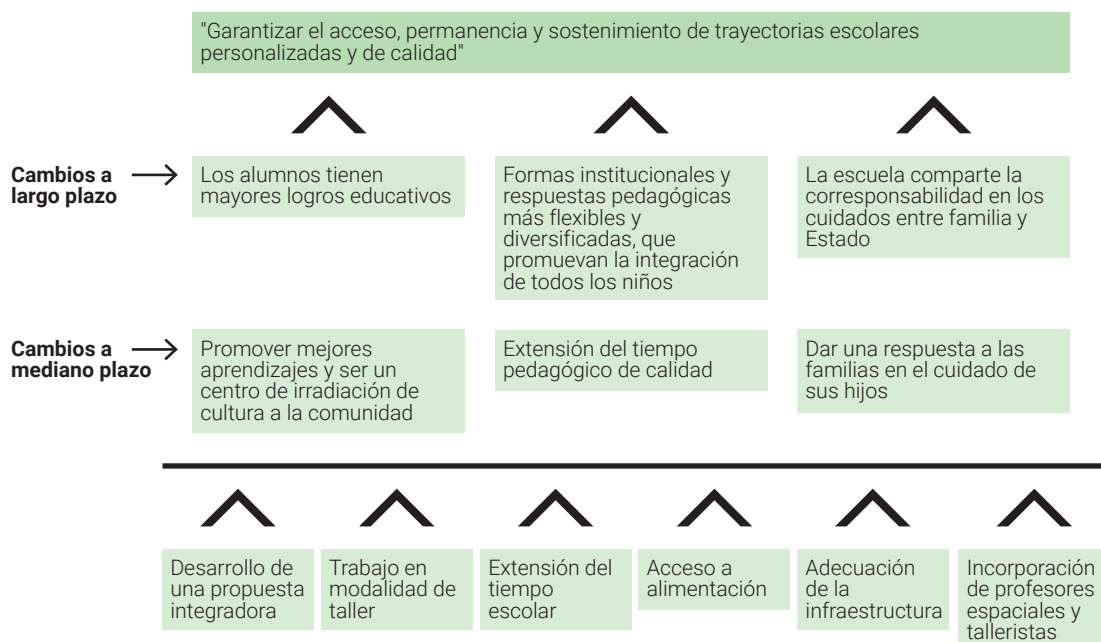 "Garantizar el acceso, permanencia y sostenimiento de trayectorias escolares
personalizadas y de calidad"
Cambios a
largo plazo
Los alumnos tienen
mayores logros educativos
Formas institucionales y
respuestas pedagógicas
más flexibles y
diversificadas, que
promuevan la integración
de todos los niños
La escuela comparte la
corresponsabilidad en los
cuidados entre familia y
Estado
Cambios a
mediano plazo
Promover mejores
aprendizajes y ser un
centro de irradiación de
cultura a la comunidad
Extensión del tiempo
pedagógico de calidad
Dar una respuesta a las
familias en el cuidado de
sus hijos
Desarrollo de
una propuesta
integradora
Trabajo en
modalidad de
taller
Extensión del
tiempo
escolar
Acceso a
alimentación
Adecuación
de la
infraestructura
Incorporación
de profesores
espaciales y
talleristas